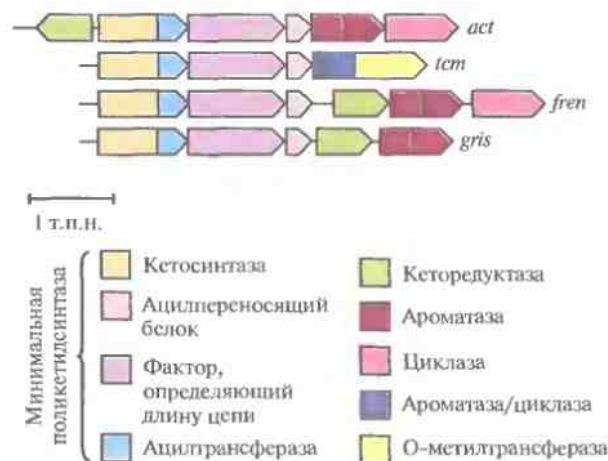 act
tcm
fren
gris
1 т.п.н.
Минимальная
поликетидсинтаза
Кетосинтаза
Ацилпереносящий
белок
Фактор,
определяющий
длину цепи
Ацилтрансфераза
Кеторедуктаза
Ароматаза
Циклаза
Ароматаза/циклаза
О-метилтрансфераза